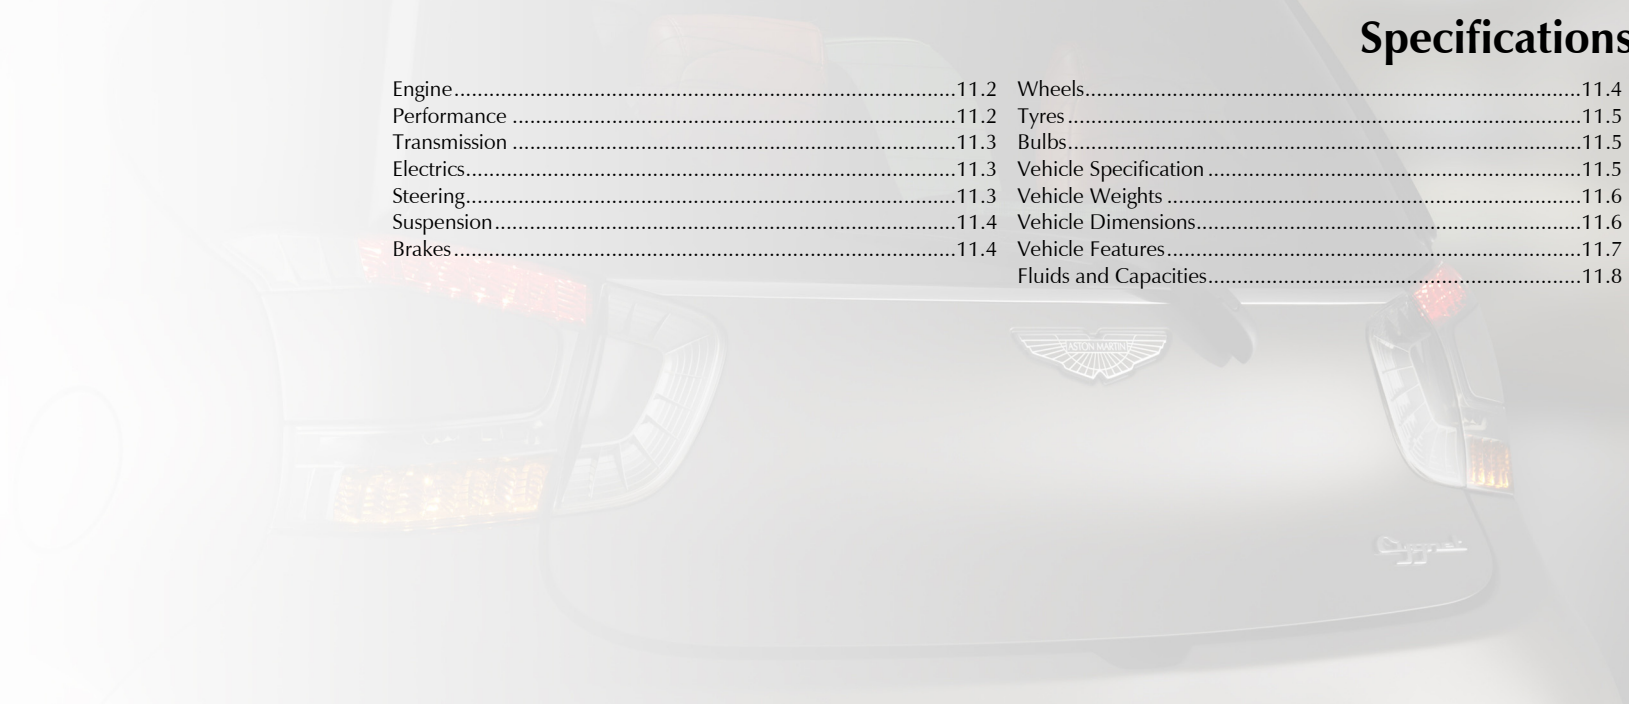 Specifications
Engine....................................................................................11.2
Performance ..........................................................................11.2
Transmission ..........................................................................11.3
Electrics..................................................................................11.3
Steering..................................................................................11.3
Suspension.............................................................................11.4
Brakes....................................................................................11.4
Wheels...................................................................................11.4
Tyres......................................................................................11.5
Bulbs......................................................................................11.5
Vehicle Specification ..............................................................11.5
Vehicle Weights .....................................................................11.6
Vehicle Dimensions................................................................11.6
Vehicle Features.....................................................................11.7
Fluids and Capacities..............................................................11.8
ASTON MARTIN
Cygnet